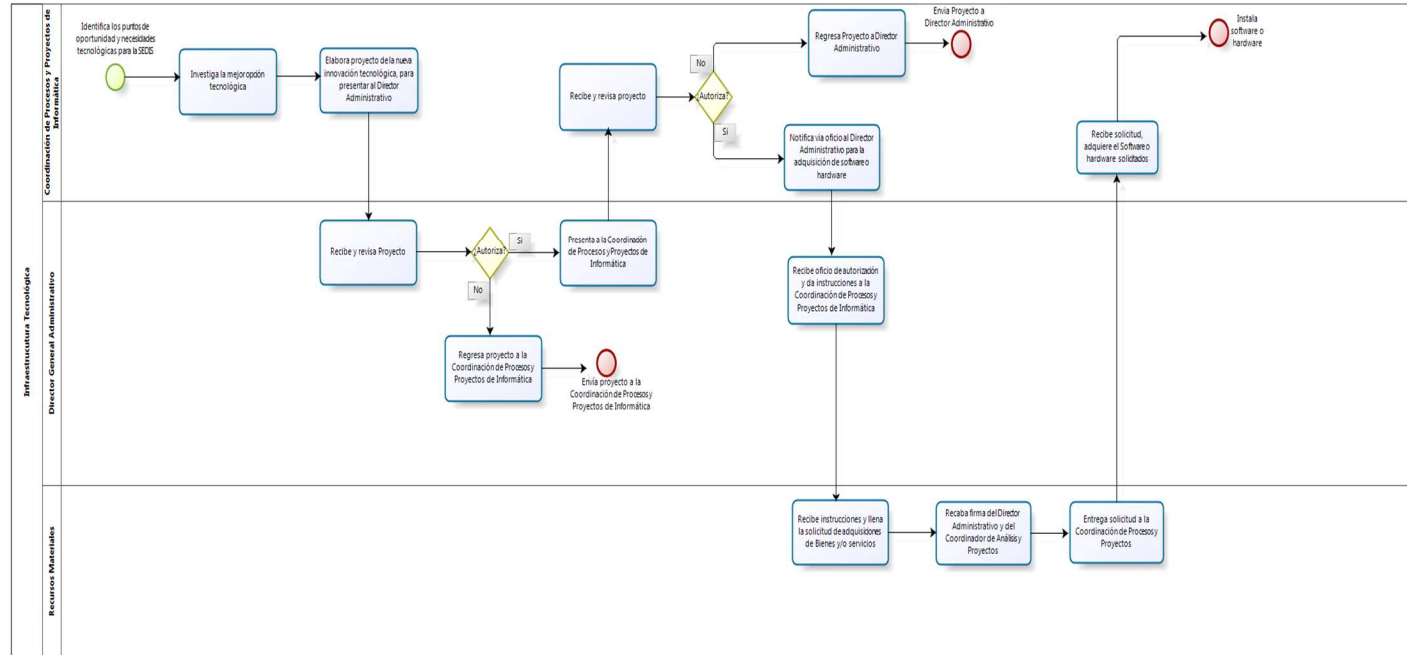 Infraestrucutura Tecnológica
Coordinación de Procesos y Proyectos de
Informática
Identifica los puntos de
oportunidad y necesidades
tecnológicas para la SEDIS
Investiga la mejor opción
tecnológica
Elabora proyecto de la nueva
innovación tecnológica, para
presentar al Director
Administrativo
Recibe y revisa proyecto
¿Autoriza?
No
Si
Regresa Proyecto a Director
Administrativo
Envia Proyecto a
Director Administrativo
Notifica via oficio al Director
Administrativo para la
adquisición de software o
hardware
Recibe solicitud,
adquiere el Software o
hardware solicitados
Instala
software o
hardware
Director General Administrativo
Recibe y revisa Proyecto
¿Autoriza?
Si
No
Presenta a la Coordinación
de Procesos y Proyectos de
Informática
Regresa proyecto a la
Coordinación de Procesos y
Proyectos de Informática
Envía proyecto a la
Coordinación de Procesos y
Proyectos de Informática
Recibe oficio de autorización
y da instrucciones a la
Coordinación de Procesos y
Proyectos de Informática
Recursos Materiales
Recibe instrucciones y llena
la solicitud de adquisiciones
de Bienes y/o servicios
Recaba firma del Director
Administrativo y del
Coordinador de Análisis y
Proyectos
Entrega solicitud a la
Coordinación de Procesos y
Proyectos